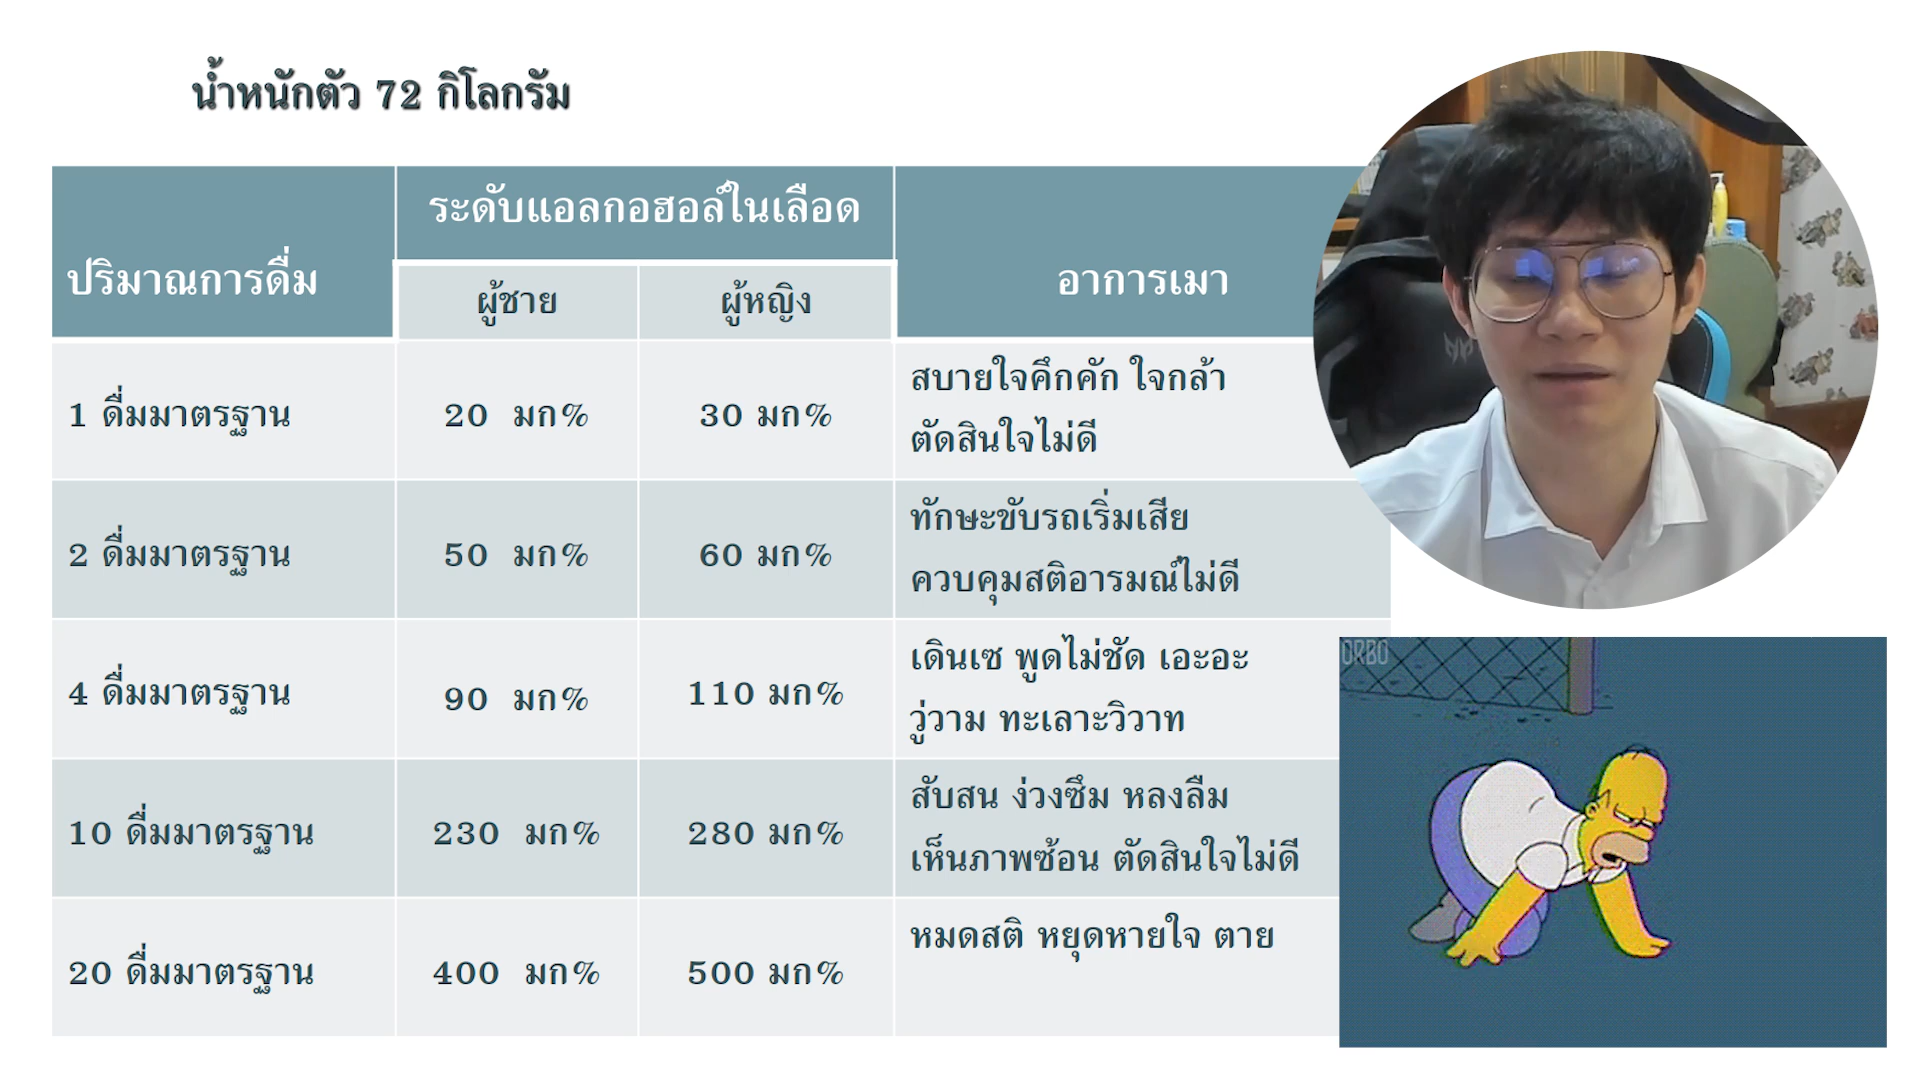 น้ำหนักตัว 72 กิโลกรัม
ปริมาณการดื่ม
ระดับแอลกอฮอล์ในเลือด
อาการเมา
ผู้ชาย
ผู้หญิง
1 ดื่มมาตรฐาน
20 มก%
30 มก%
สบายใจคึกคัก ใจกล้า
ตัดสินใจไม่ดี
2 ดื่มมาตรฐาน
50 มก%
60 มก%
ทักษะขับรถเริ่มเสีย
ควบคุมสติอารมณ์ไม่ดี
4 ดื่มมาตรฐาน
90 มก%
110 มก%
เดินเซ พูดไม่ชัด เอะอะ
วู่วาม ทะเลาะวิวาท
10 ดื่มมาตรฐาน
230 มก%
280 มก%
สับสน ง่วงซึม หลงลืม
เห็นภาพซ้อน ตัดสินใจไม่ดี
20 ดื่มมาตรฐาน
400 มก%
500 มก%
หมดสติ หยุดหายใจ ตาย
ORBO